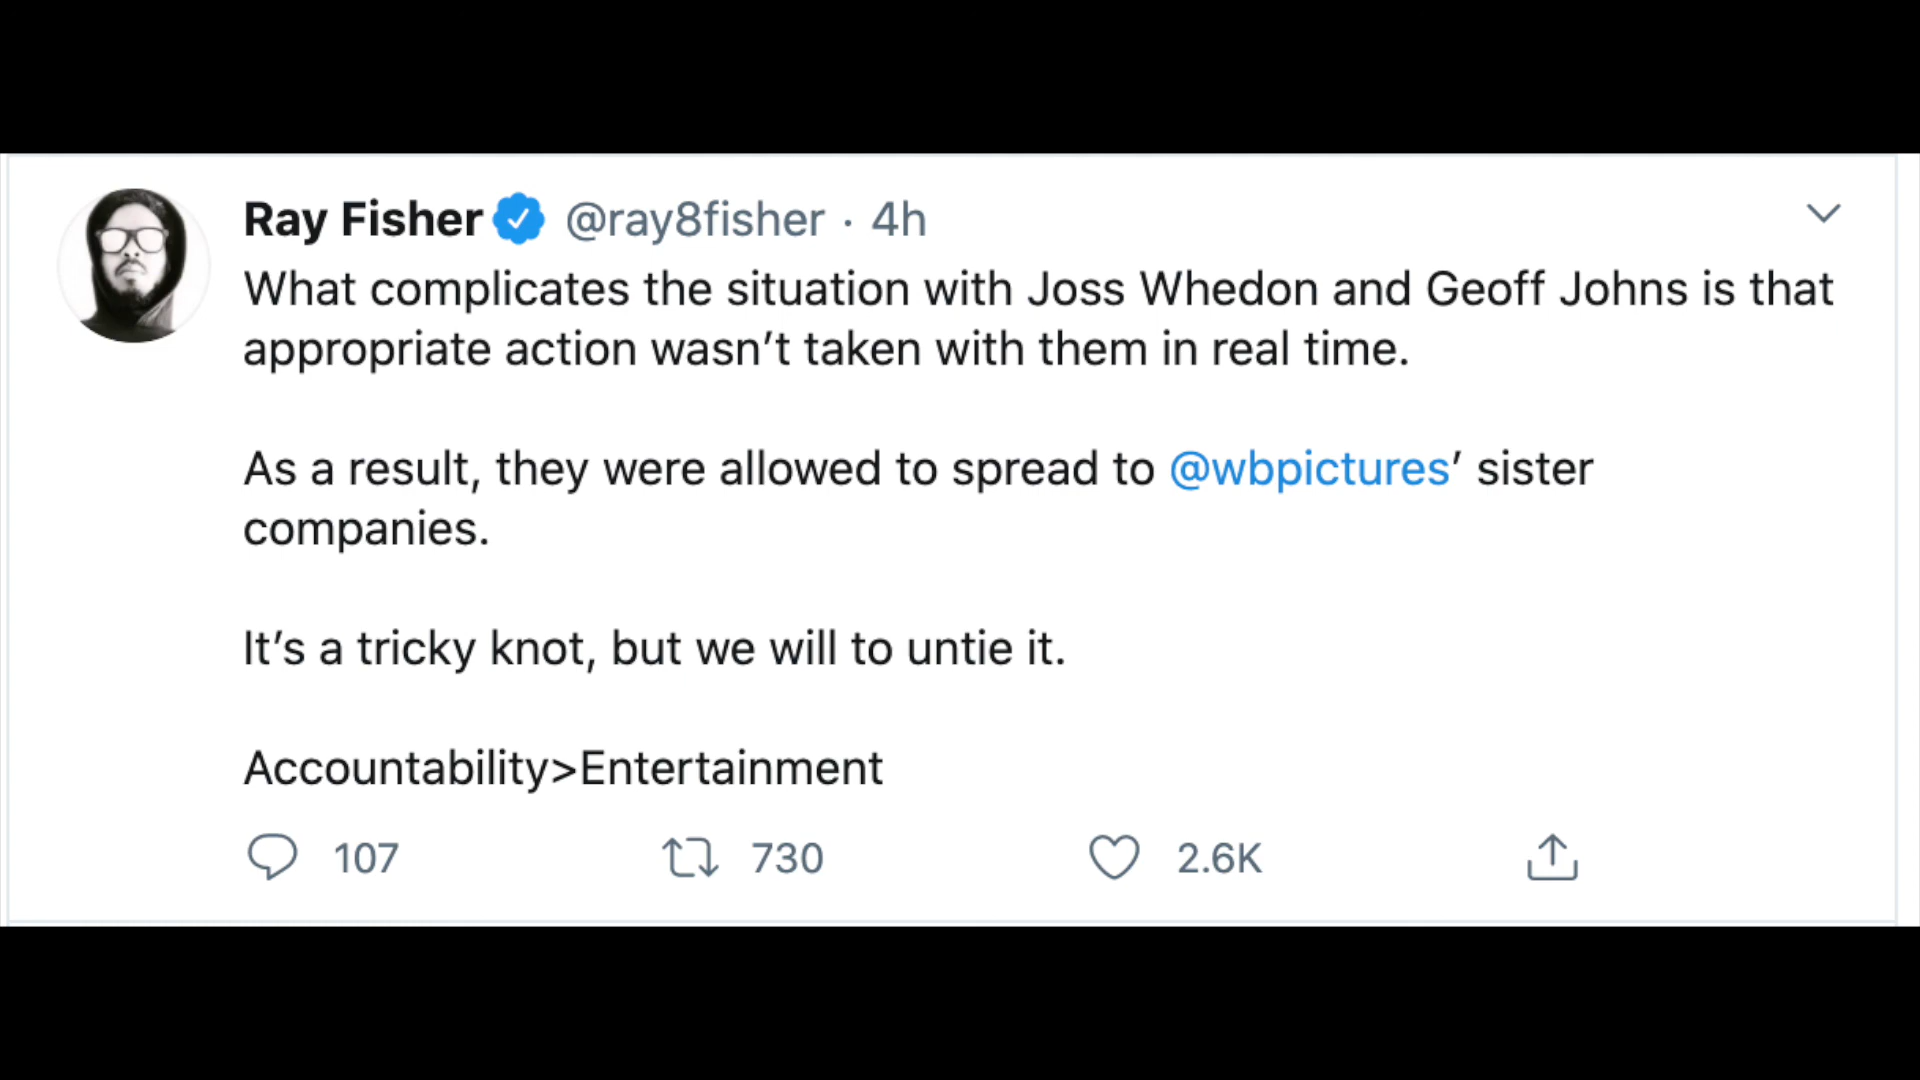 Ray Fisher @ray8fisher · 4h
What complicates the situation with Joss Whedon and Geoff Johns is that
appropriate action wasn’t taken with them in real time.
As a result, they were allowed to spread to @wbpictures’ sister
companies.
It’s a tricky knot, but we will to untie it.
Accountability>Entertainment
107 730 2.6K